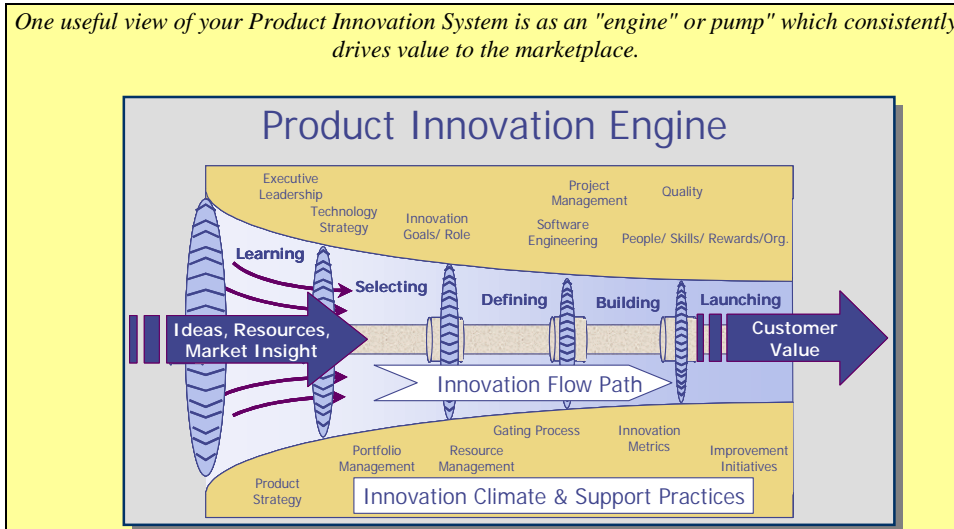 One useful view of your Product Innovation System is as an "engine" or pump" which consistently
drives value to the marketplace.
Product Innovation Engine
Executive
Leadership
Technology
Strategy
Innovation
Goals/ Role
Project
Management
Software
Engineering
Quality
People/ Skills/ Rewards/Org.
Learning
Selecting
Defining
Building
Launching
Ideas, Resources,
Market Insight
Customer
Value
Innovation Flow Path
Product
Strategy
Portfolio
Management
Resource
Management
Gating Process
Innovation
Metrics
Improvement
Initiatives
Innovation Climate & Support Practices